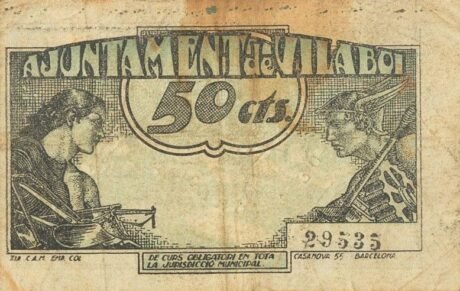 AJUNTAMENT de VILABOI
50 cts.
29535
TIP. C.A.M. EMP. COL
DE CURS OBLIGATORI EN TOTA
LA JURISDICCIÓ MUNICIPAL.
CASANOVA 55 BARCELONA